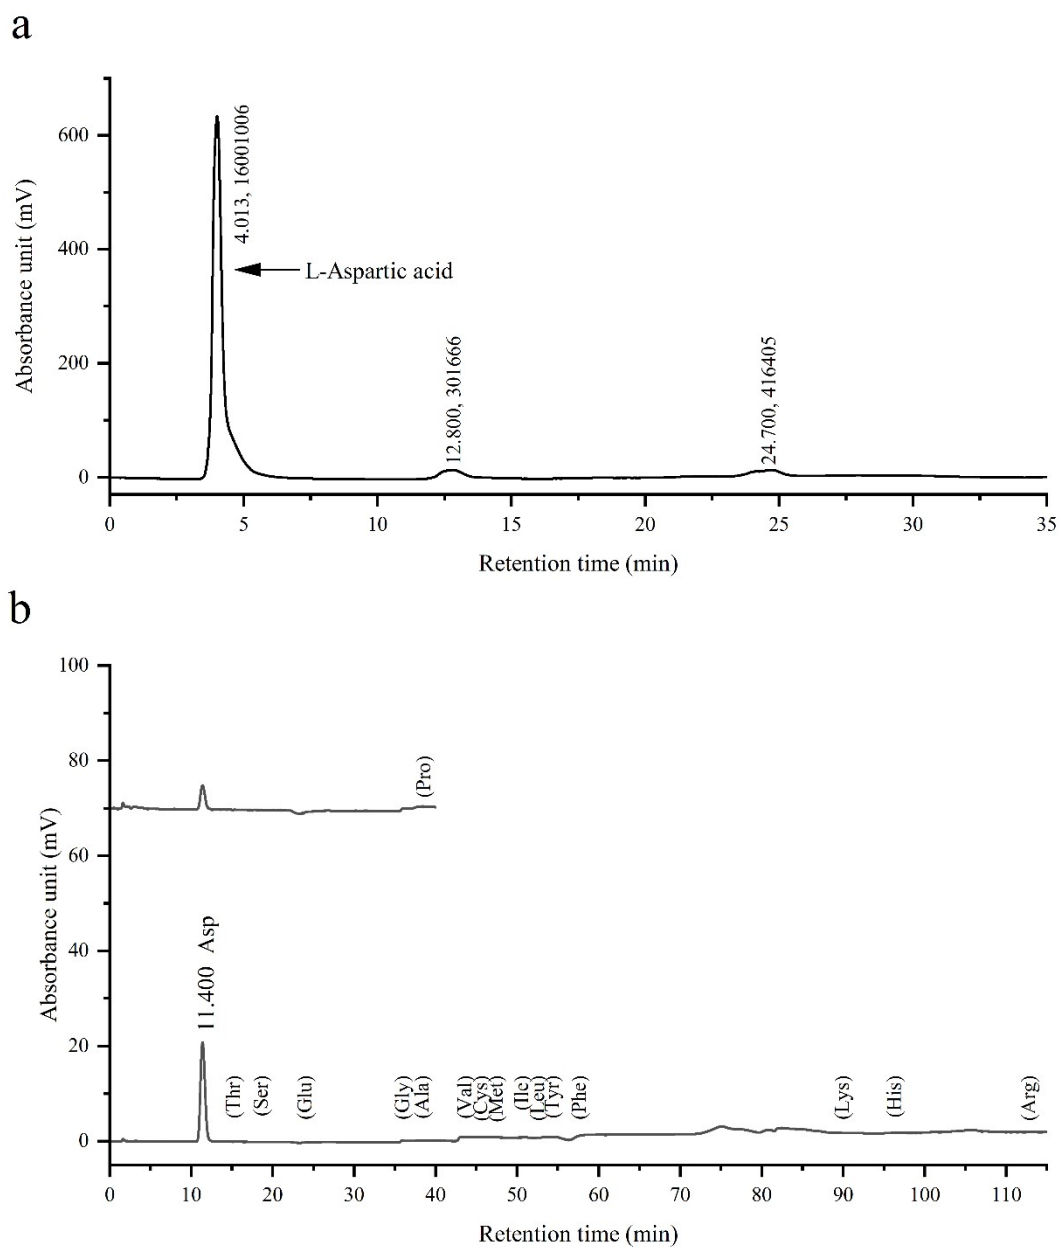 a
600
400
200
0
Absorbance unit (mV)
4.013, 16001006
L-Aspartic acid
12.800, 301666
24.700, 416405
0 5 10 15 20 25 30 35
Retention time (min)
b
100
80
60
40
20
0
Absorbance unit (mV)
(Pro)
11.400 Asp
(Thr)
(Ser)
(Glu)
(Gly)
(Ala)
(Val)
(Cys)
(Met)
(Ilc)
(Leu)
(Tyr)
(Phe)
(Lys)
(His)
(Arg)
0 10 20 30 40 50 60 70 80 90 100 110
Retention time (min)